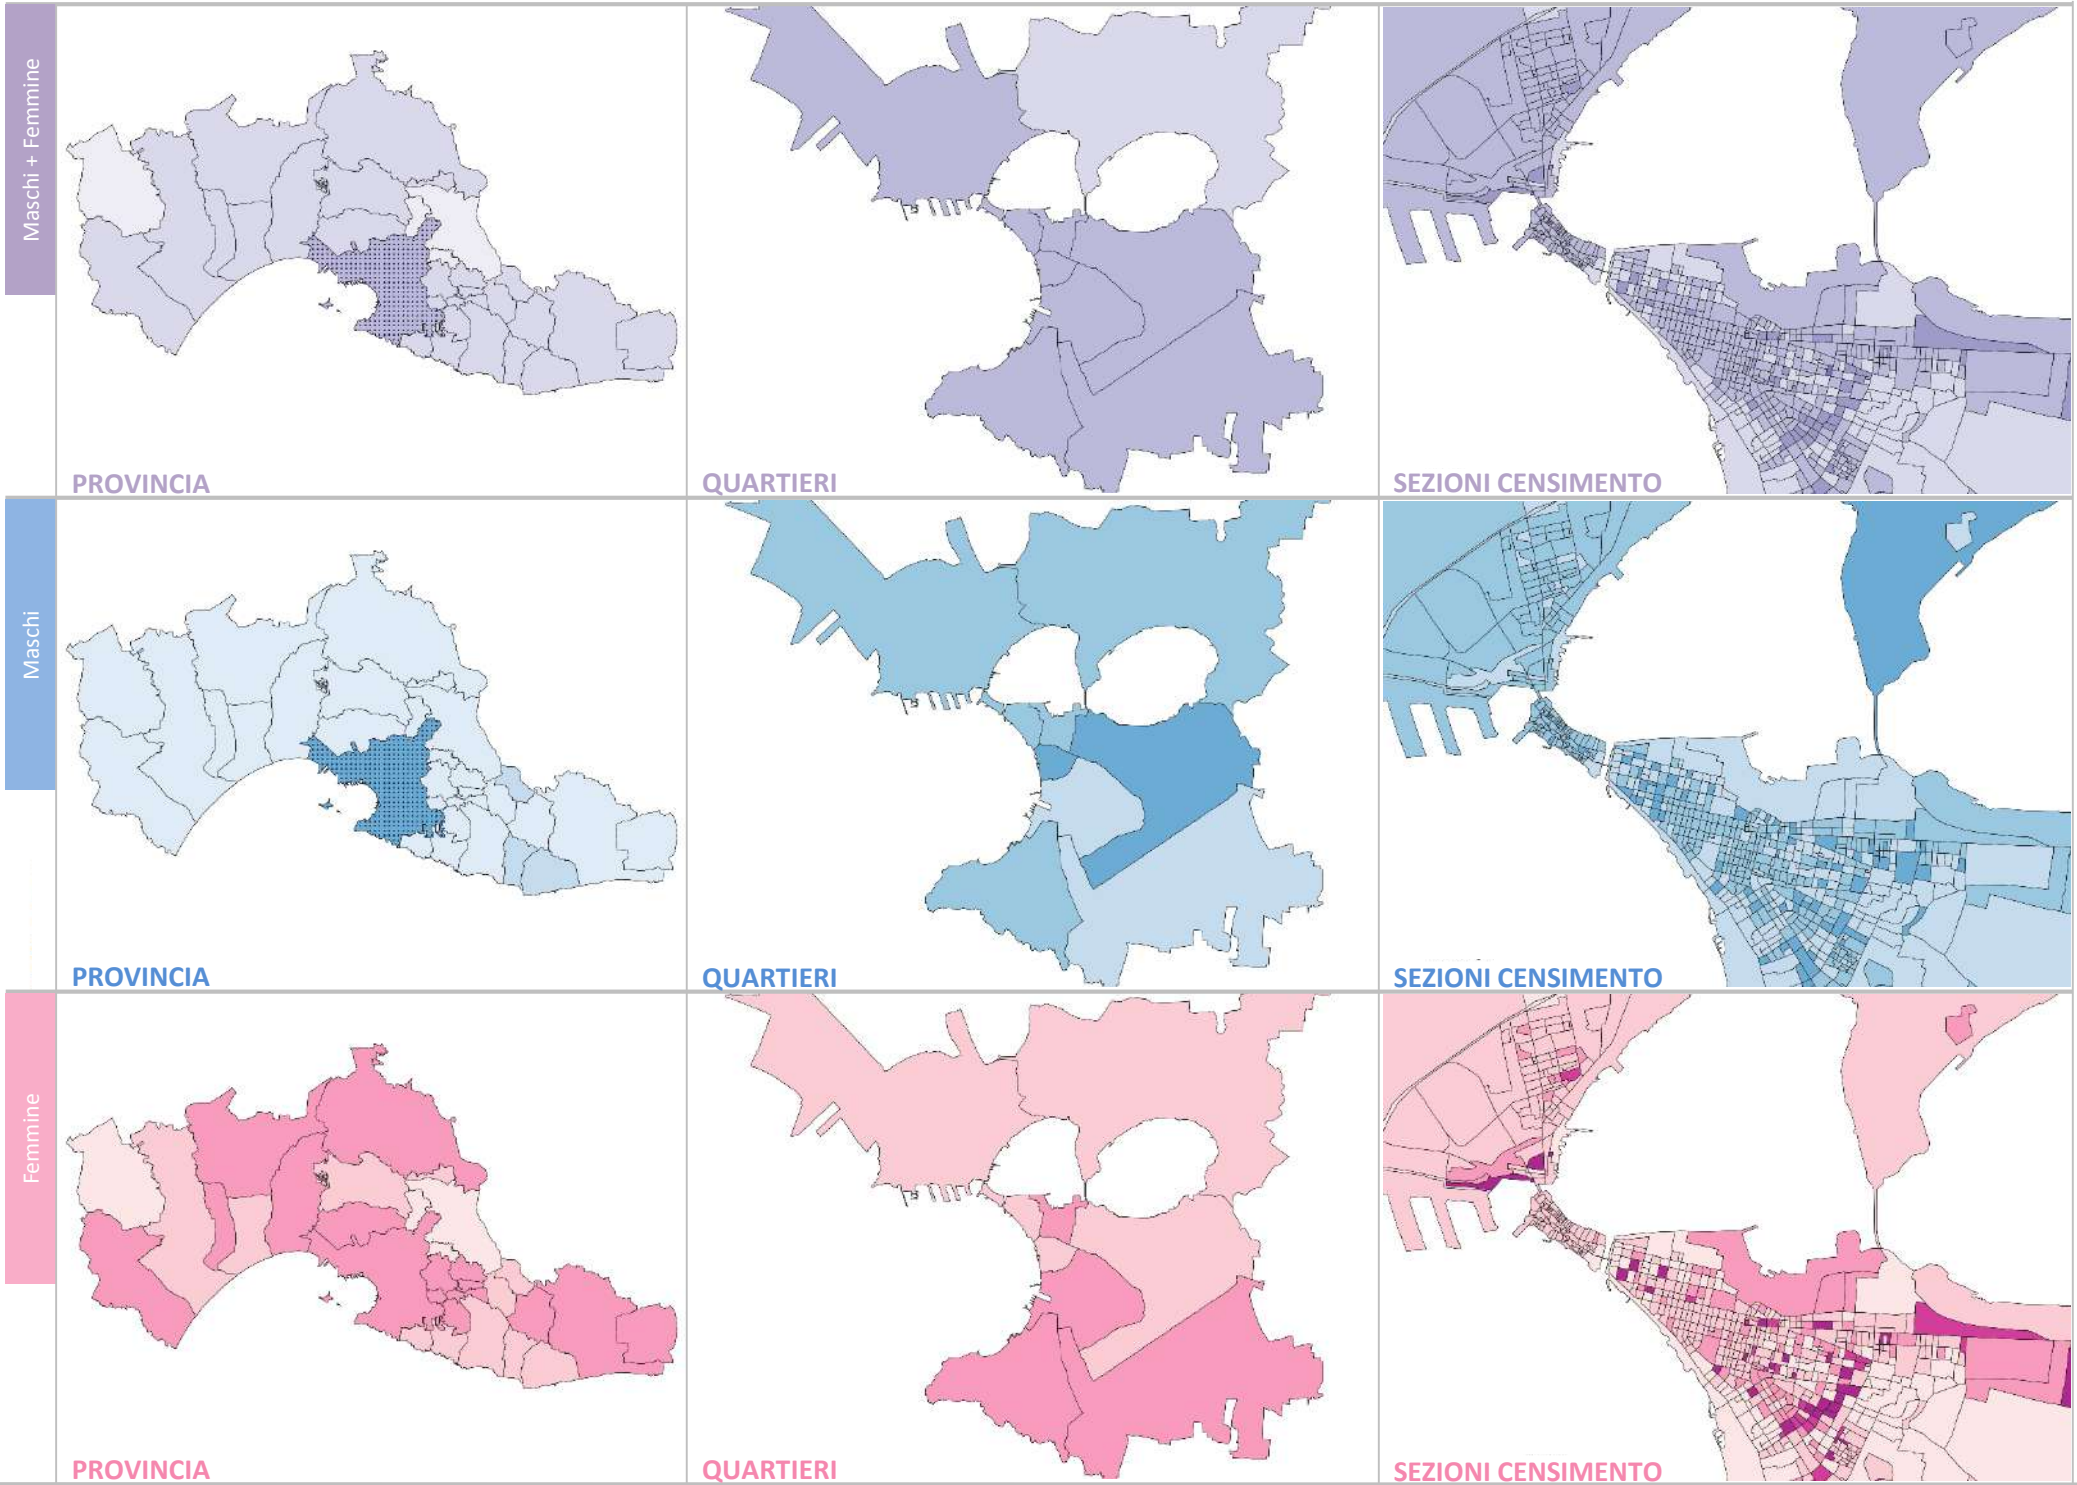 Maschi + Femmine
PROVINCIA
QUARTIERI
SEZIONI CENSIMENTO
Maschi
PROVINCIA
QUARTIERI
SEZIONI CENSIMENTO
Femmine
PROVINCIA
QUARTIERI
SEZIONI CENSIMENTO